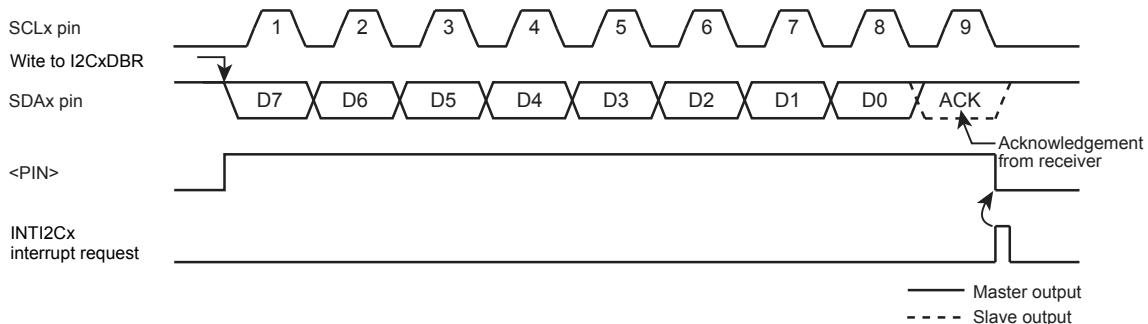 SCLx pin
1 2 3 4 5 6 7 8 9
Wite to I2CxDBR
SDAx pin
D7 D6 D5 D4 D3 D2 D1 D0 ACK
Acknowledgement
from receiver
<PIN>
INTI2Cx
interrupt request
Master output
Slave output